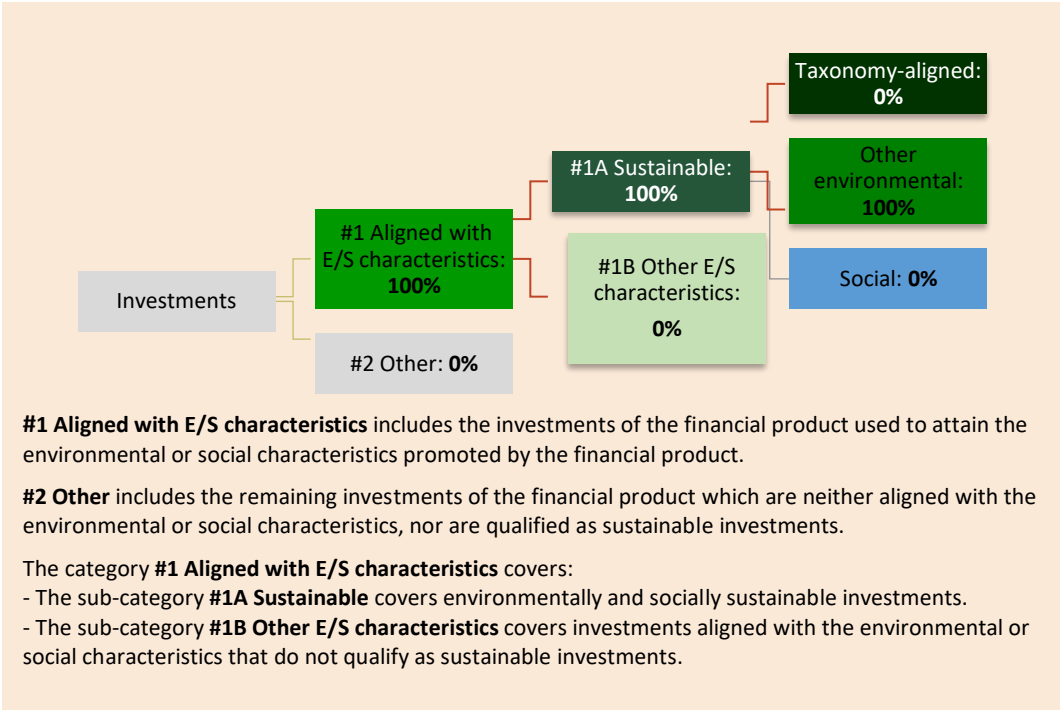 Taxonomy-aligned:
0%
#1A Sustainable:
100%
Other
environmental:
100%
#1 Aligned with
E/S characteristics:
100%
#1B Other E/S
characteristics:
0%
Social: 0%
Investments
#2 Other: 0%
#1 Aligned with E/S characteristics includes the investments of the financial product used to attain the
environmental or social characteristics promoted by the financial product.
#2 Other includes the remaining investments of the financial product which are neither aligned with the
environmental or social characteristics, nor are qualified as sustainable investments.
The category #1 Aligned with E/S characteristics covers:
- The sub-category #1A Sustainable covers environmentally and socially sustainable investments.
- The sub-category #1B Other E/S characteristics covers investments aligned with the environmental or
social characteristics that do not qualify as sustainable investments.